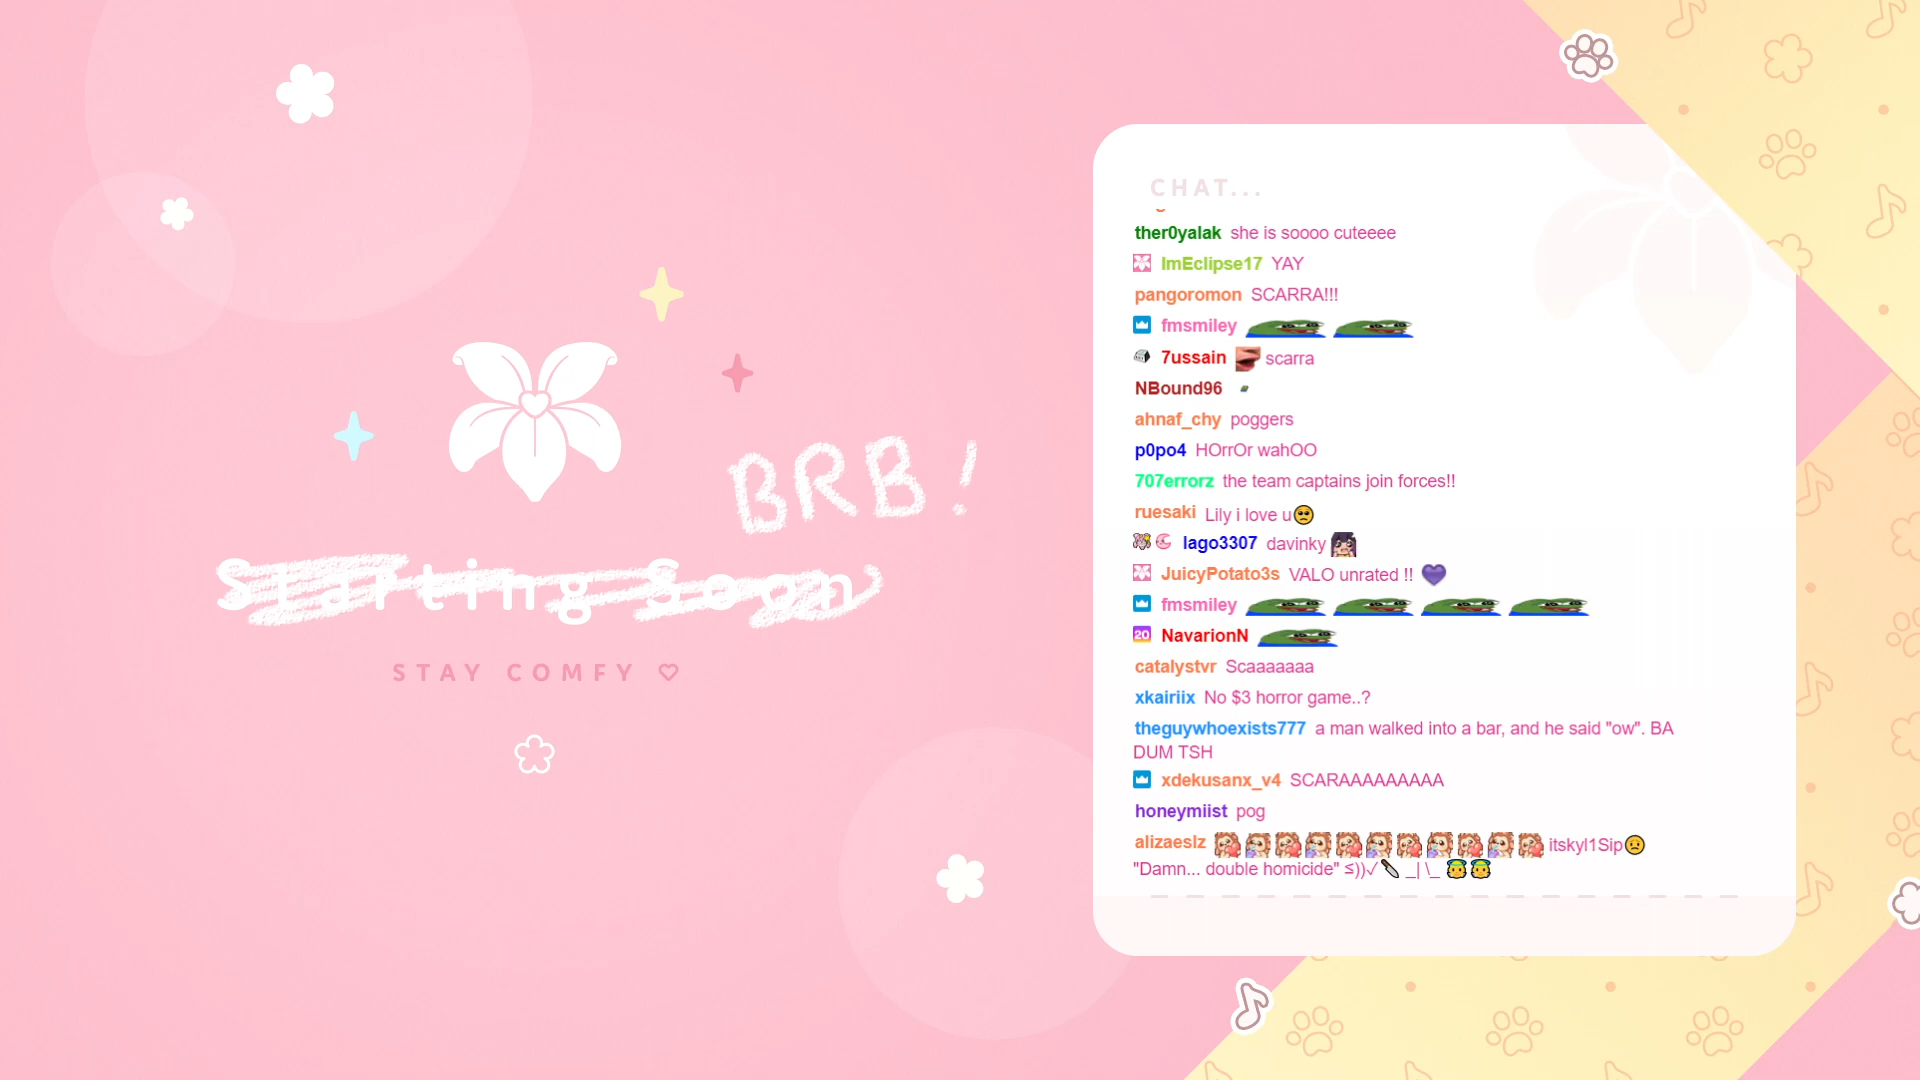 BRB!
Starting Soon
STAY COMFY ♡
CHAT...
ther0yalak she is soooo cuteeee
ImEclipse17 YAY
pangoromon SCARRA!!!
fmsmiley
7ussain scarra
NBound96
ahnaf_chy poggers
p0po4 HOrrOr wahOO
707errorz the team captains join forces!!
ruesaki Lily i love u🥺
lago3307 davinky
JuicyPotato3s VALO unrated !! 💜
fmsmiley
20 NavarionN
catalystvr Scaaaaaaa
xkairiix No $3 horror game..?
theguywhoexists777 a man walked into a bar, and he said "ow". BA
DUM TSH
xdekusanx_v4 SCARAAAAAAAAA
honeymiist pog
alizaeslz itskyl1Sip😟
"Damn... double homicide" ≤))√🔪 _| \_ 😇😇